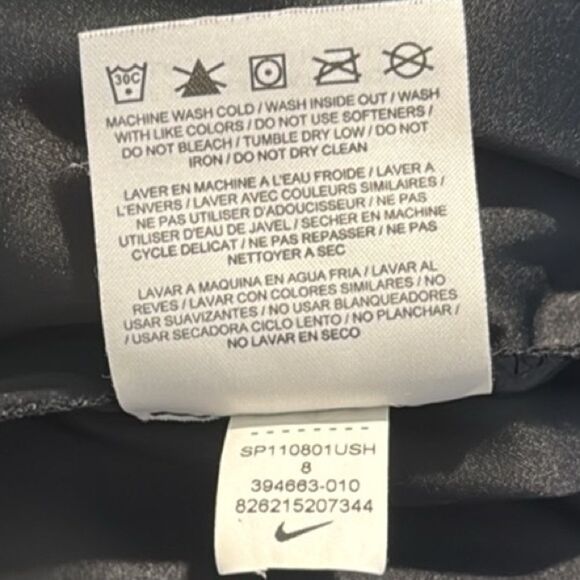 30C
MACHINE WASH COLD / WASH INSIDE OUT / WASH
WITH LIKE COLORS / DO NOT USE SOFTENERS /
DO NOT BLEACH / TUMBLE DRY LOW / DO NOT
IRON / DO NOT DRY CLEAN
LAVER EN MACHINE A L'EAU FROIDE / LAVER A
L'ENVERS / LAVER AVEC COULEURS SIMILAIRES /
NE PAS UTILISER D'ADOUCISSEUR / NE PAS
UTILISER D'EAU DE JAVEL / SECHER EN MACHINE
CYCLE DELICAT / NE PAS REPASSER / NE PAS
NETTOYER A SEC
LAVAR A MAQUINA EN AGUA FRIA / LAVAR AL
REVES / LAVAR CON COLORES SIMILARES / NO
USAR SUAVIZANTES / NO USAR BLANQUEADORES
/ USAR SECADORA CICLO LENTO / NO PLANCHAR /
NO LAVAR EN SECO
SP110801USH
8
394663-010
826215207344